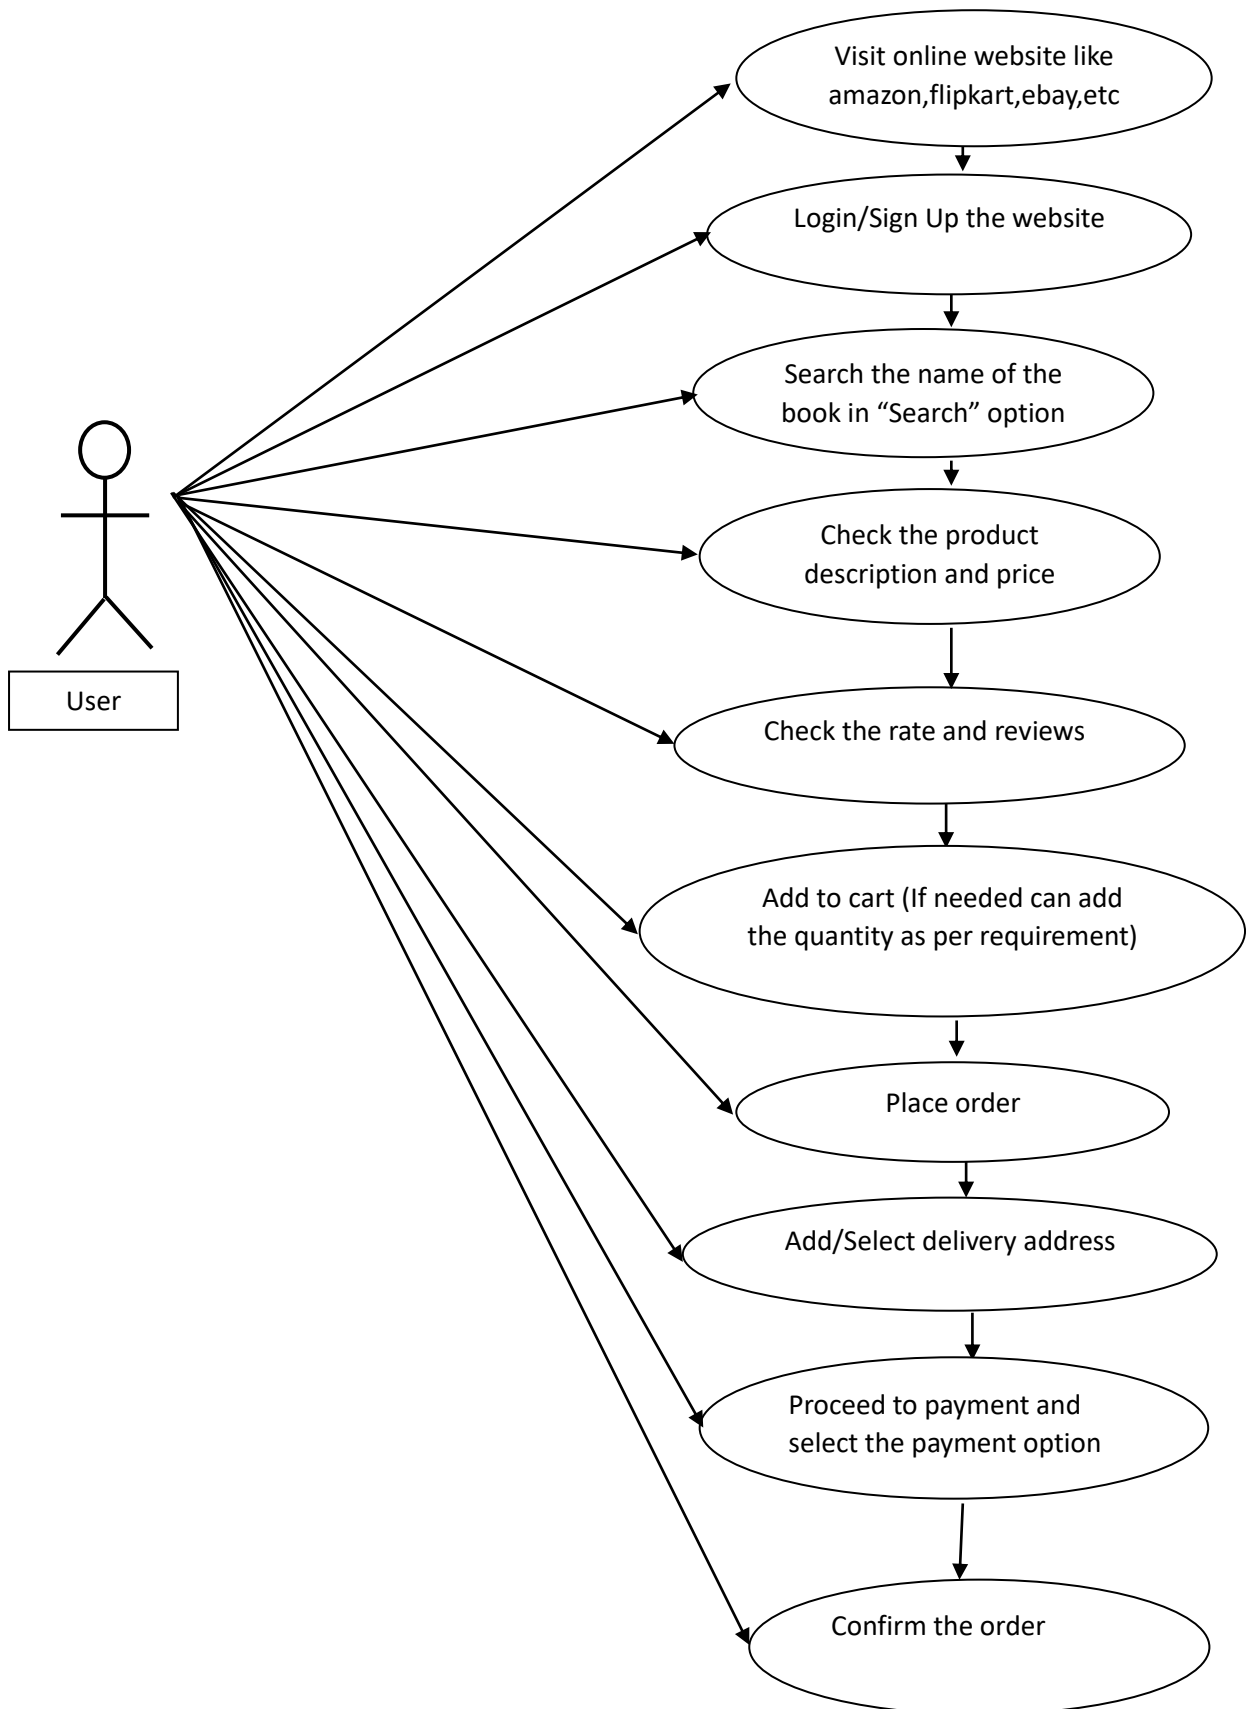 Visit online website like
amazon,flipkart,ebay,etc
Login/Sign Up the website
Search the name of the
book in “Search” option
Check the product
description and price
User
Check the rate and reviews
Add to cart (If needed can add
the quantity as per requirement)
Place order
Add/Select delivery address
Proceed to payment and
select the payment option
Confirm the order